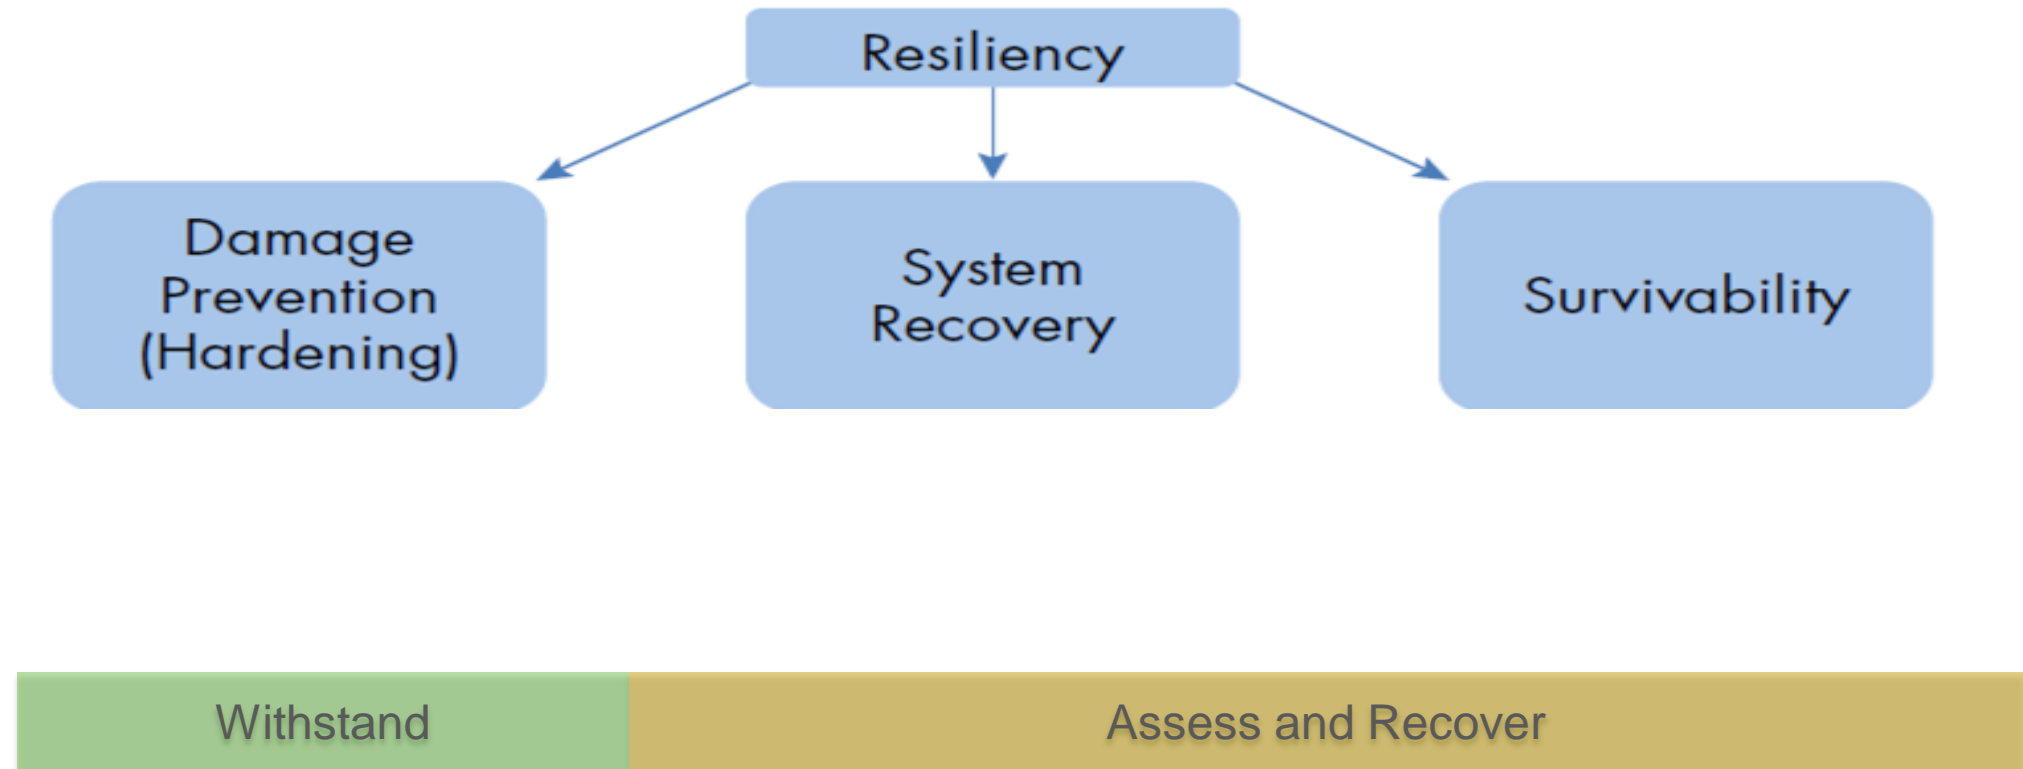 Resiliency
Damage
Prevention
(Hardening)
System
Recovery
Survivability
Withstand
Assess and Recover